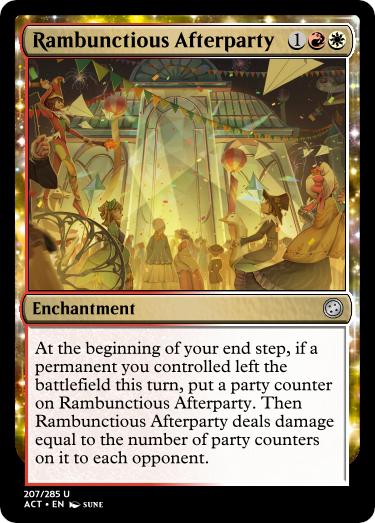 Rambunctious Afterparty 1
Enchantment
At the beginning of your end step, if a
permanent you controlled left the
battlefield this turn, put a party counter
on Rambunctious Afterparty. Then
Rambunctious Afterparty deals damage
equal to the number of party counters
on it to each opponent.
207/285 U
ACT • EN SUNE